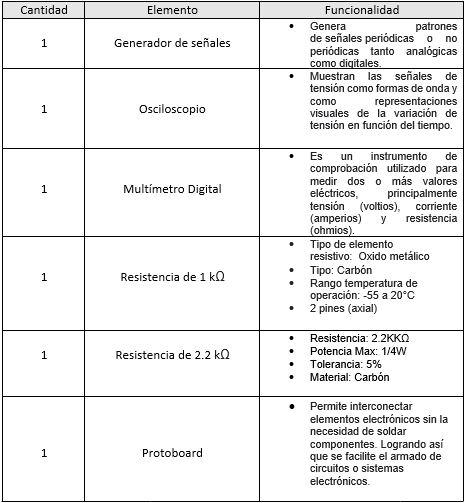 Cantidad Elemento Funcionalidad
1 Generador de señales
• Genera patrones
de señales periódicas o no
periódicas tanto analógicas
como digitales.
1 Osciloscopio
• Muestran las señales de
tensión como formas de onda y
como representaciones
visuales de la variación de
tensión en función del tiempo.
1 Multímetro Digital
• Es un instrumento de
comprobación utilizado para
medir dos o más valores
eléctricos, principalmente
tensión (voltios), corriente
(amperios) y resistencia
(ohmios).
1 Resistencia de 1 kΩ
• Tipo de elemento
resistivo: Oxido metálico
• Tipo: Carbón
• Rango temperatura de
operación: -55 a 20°C
• 2 pines (axial)
1 Resistencia de 2.2 kΩ
• Resistencia: 2.2KKΩ
• Potencia Max: 1/4W
• Tolerancia: 5%
• Material: Carbón
1 Protoboard
• Permite interconectar
elementos electrónicos sin la
necesidad de soldar
componentes. Logrando así
que se facilite el armado de
circuitos o sistemas
electrónicos.